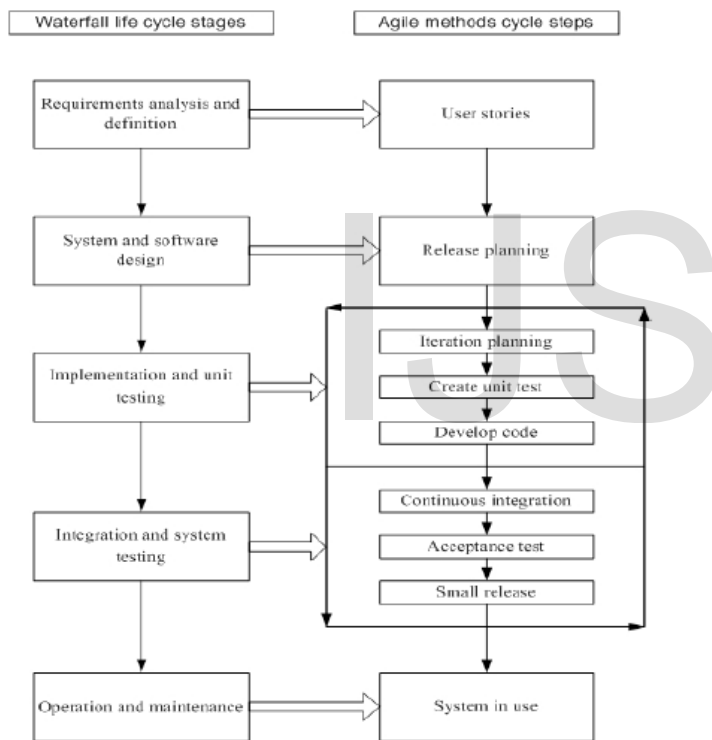 Waterfall life cycle stages
Agile methods cycle steps
Requirements analysis and
definition
User stories
System and software
design
Release planning
Iteration planning
Implementation and unit
testing
Create unit test
Develop code
Continuous integration
Integration and system
testing
Acceptance test
Small release
Operation and maintenance
System in use
IJS